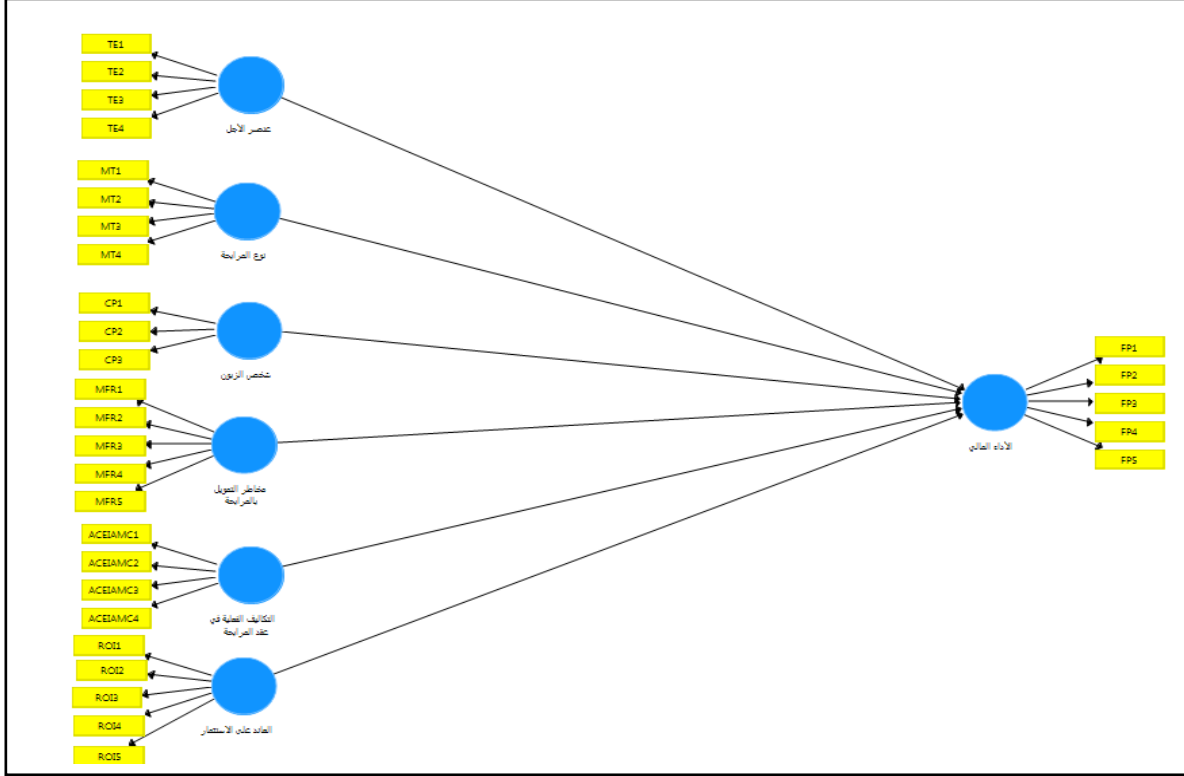 TE1
TE2
TE3
TE4
عنصر الأجل
MT1
MT2
MT3
MT4
نوع المرابحة
CP1
CP2
CP3
شخص الزبون
MFR1
MFR2
MFR3
MFR4
MFR5
مخاطر التمويل
بالمرابحة
ACEIAMC1
ACEIAMC2
ACEIAMC3
ACEIAMC4
التكاليف الفعلية في
عقد المرابحة
ROI1
ROI2
ROI3
ROI4
ROI5
العائد على الاستثمار
الأداء المالي
FP1
FP2
FP3
FP4
FP5